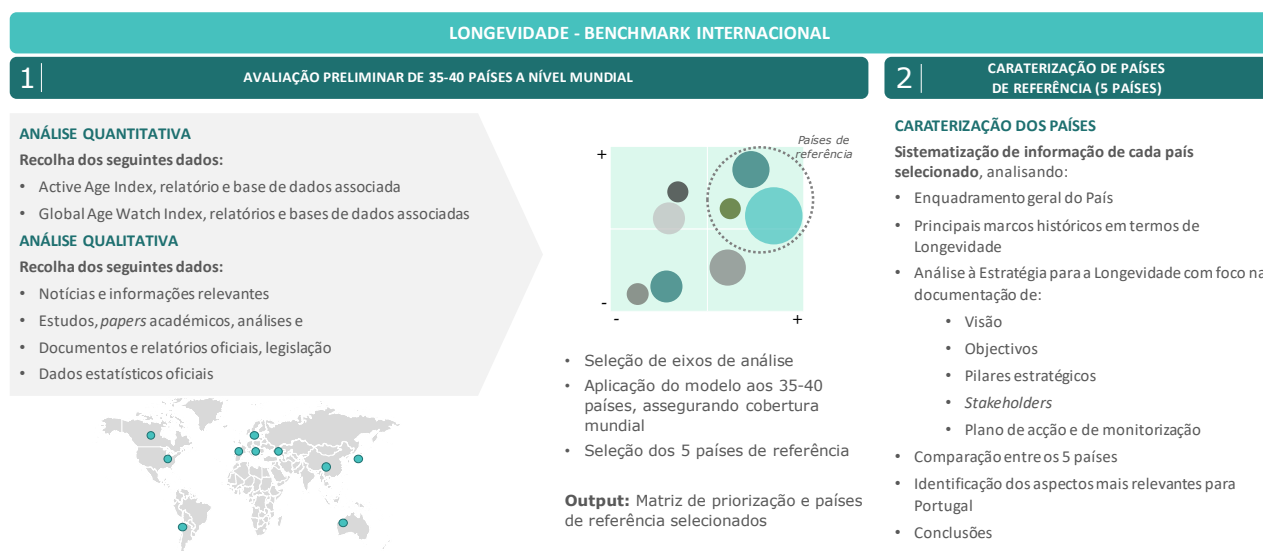 LONGEVIDADE - BENCHMARK INTERNACIONAL
1
AVALIAÇÃO PRELIMINAR DE 35-40 PAÍSES A NÍVEL MUNDIAL
ANÁLISE QUANTITATIVA
Recolha dos seguintes dados:
• Active Age Index, relatório e base de dados associada
• Global Age Watch Index, relatórios e bases de dados associadas
ANÁLISE QUALITATIVA
Recolha dos seguintes dados:
• Notícias e informações relevantes
• Estudos, papers académicos, análises e
• Documentos e relatórios oficiais, legislação
• Dados estatísticos oficiais
Países de
referência
+
-
-
+
• Seleção de eixos de análise
• Aplicação do modelo aos 35-40
países, assegurando cobertura
mundial
• Seleção dos 5 países de referência
Output: Matriz de priorização e países
de referência selecionados
2
CARATERIZAÇÃO DE PAÍSES
DE REFERÊNCIA (5 PAÍSES)
CARATERIZAÇÃO DOS PAÍSES
Sistematização de informação de cada país
selecionado, analisando:
• Enquadramento geral do País
• Principais marcos históricos em termos de
Longevidade
• Análise à Estratégia para a Longevidade com foco na
documentação de:
• Visão
• Objectivos
• Pilares estratégicos
• Stakeholders
• Plano de acção e de monitorização
• Comparação entre os 5 países
• Identificação dos aspectos mais relevantes para
Portugal
• Conclusões